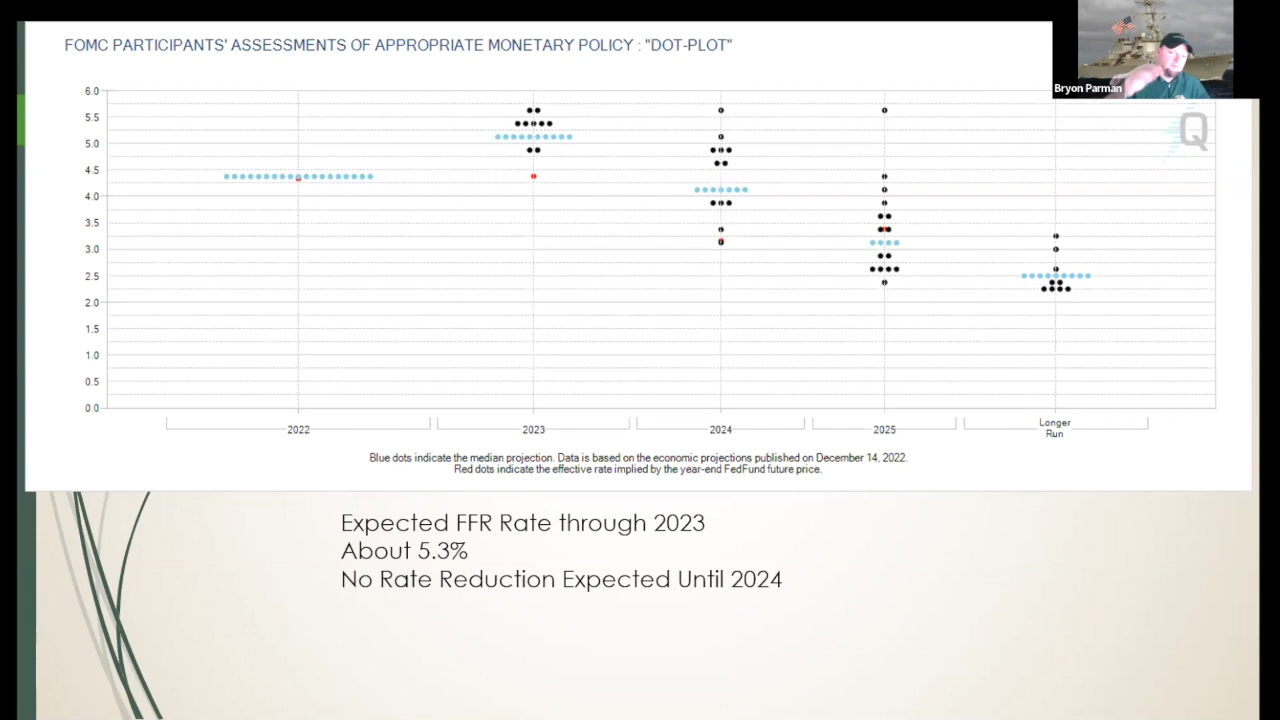 FOMC PARTICIPANTS' ASSESSMENTS OF APPROPRIATE MONETARY POLICY : "DOT-PLOT"
Bryon Parman
Q
6.0
5.5
5.0
4.5
4.0
3.5
3.0
2.5
2.0
1.5
1.0
0.5
0.0
2022 2023 2024 2025 Longer
Run
Blue dots indicate the median projection. Data is based on the economic projections published on December 14, 2022.
Red dots indicate the effective rate implied by the year-end FedFund future price.
Expected FFR Rate through 2023
About 5.3%
No Rate Reduction Expected Until 2024